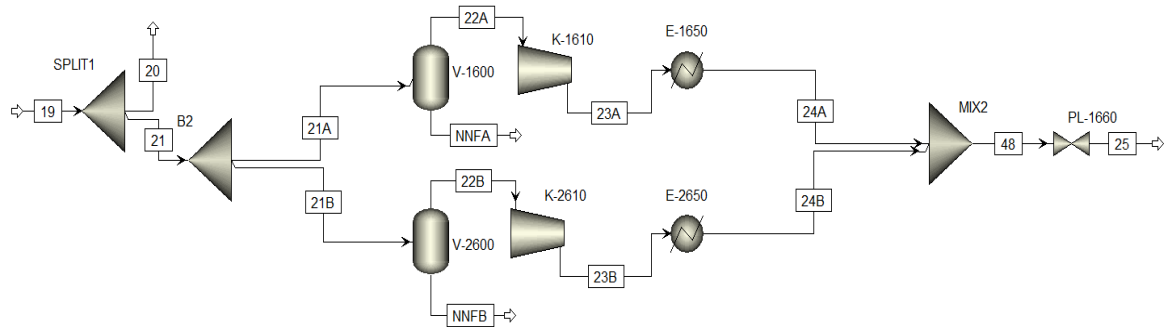 22A
K-1610
E-1650
SPLIT1
20
V-1600
19
B2
23A
24A
MIX2
21
21A
NNFA
PL-1660
48
25
22B
K-2610
E-2650
21B
24B
V-2600
23B
NNFB